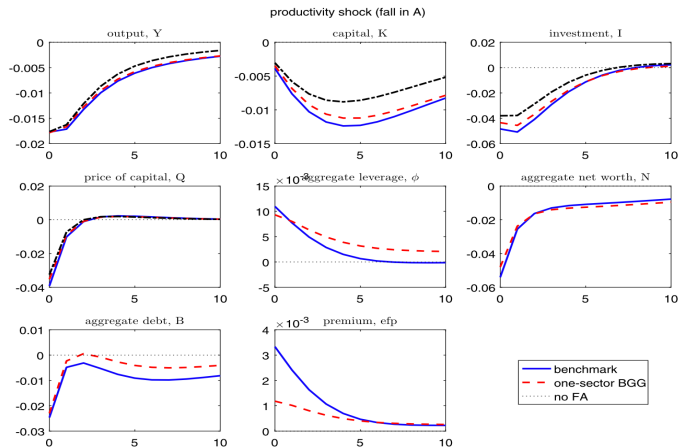 productivity shock (fall in A)
output, Y
0
-0.005
-0.01
-0.015
-0.02
0 5 10
capital, K
0
-0.005
-0.01
-0.015
0 5 10
investment, I
0.02
0
-0.02
-0.04
-0.06
0 5 10
price of capital, Q
0.02
0
-0.02
-0.04
0 5 10
× 10-3
aggregate leverage, ϕ
15
10
5
0
-5
0 5 10
aggregate net worth, N
0
-0.02
-0.04
-0.06
0 5 10
aggregate debt, B
0.01
0
-0.01
-0.02
-0.03
0 5 10
premium, efp
× 10-3
4
3
2
1
0
0 5 10
benchmark
one-sector BGG
no FA